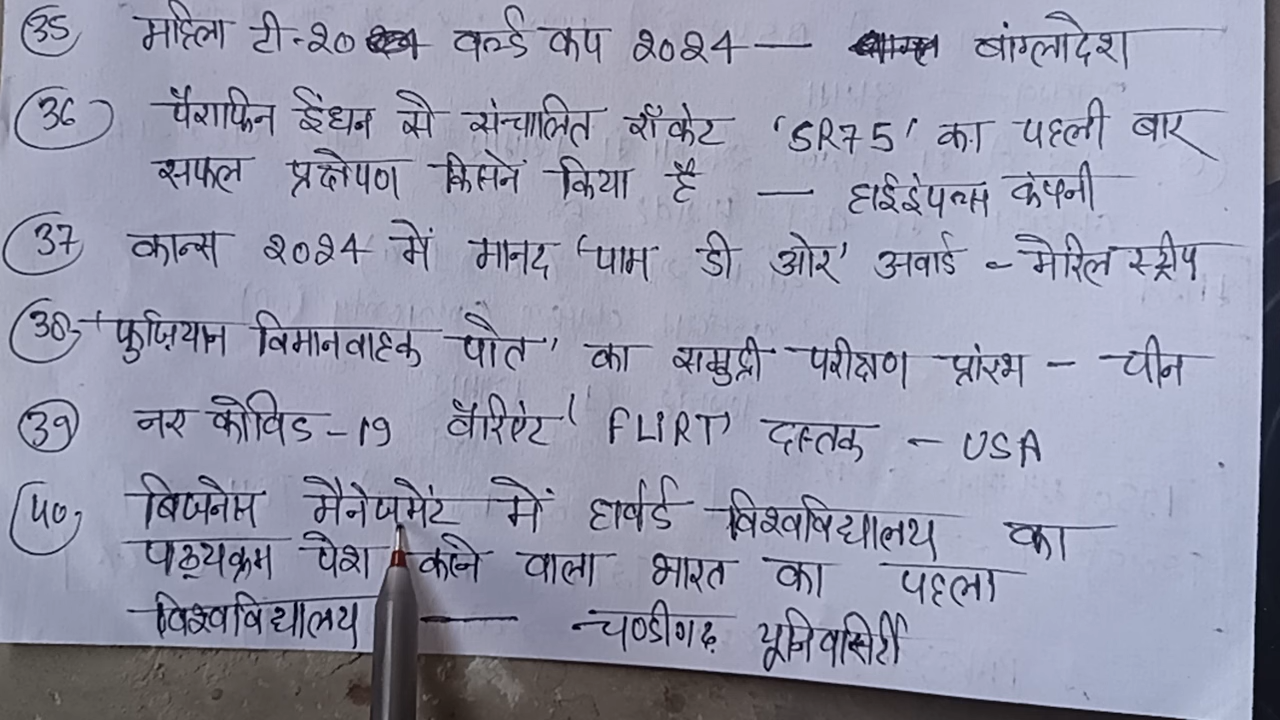 35 महिला टी-20 वर्ल्ड कप 2024 — बांग्लादेश
36 पैराफिन ईंधन से संचालित रॉकेट 'SR75' का पहली बार
सफल प्रक्षेपण किसने किया है — हाईइंपल्स कंपनी
37 कान्स 2024 में मानद 'पाम डी ओर' अवार्ड - मेरिल स्ट्रीप
38 'फुज़ियान विमानवाहक पोत' का समुद्री परीक्षण प्रांरभ - चीन
39 नए कोविड-19 वैरिएंट 'FLIRT' दस्तक - USA
40, बिजनेस मैनेजमेंट में हार्वर्ड विश्वविद्यालय का
पाठ्यक्रम पेश करने वाला भारत का पहला
विश्वविद्यालय — चण्डीगढ़ यूनिवर्सिटी